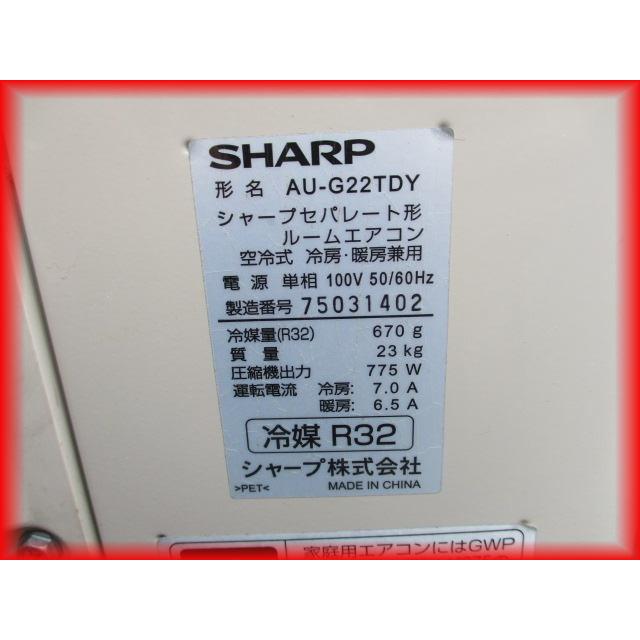 SHARP
形名 AU-G22TDY
シャープセパレート形
ルームエアコン
空冷式 冷房・暖房兼用
電源 単相 100V 50/60Hz
製造番号 75031402
冷媒量(R32) 670 g
質量 23 kg
圧縮機出力 775 W
運転電流 冷房: 7.0 A
暖房: 6.5 A
冷媒 R32
シャープ株式会社
>PET< MADE IN CHINA
家庭用エアコンにはGWP